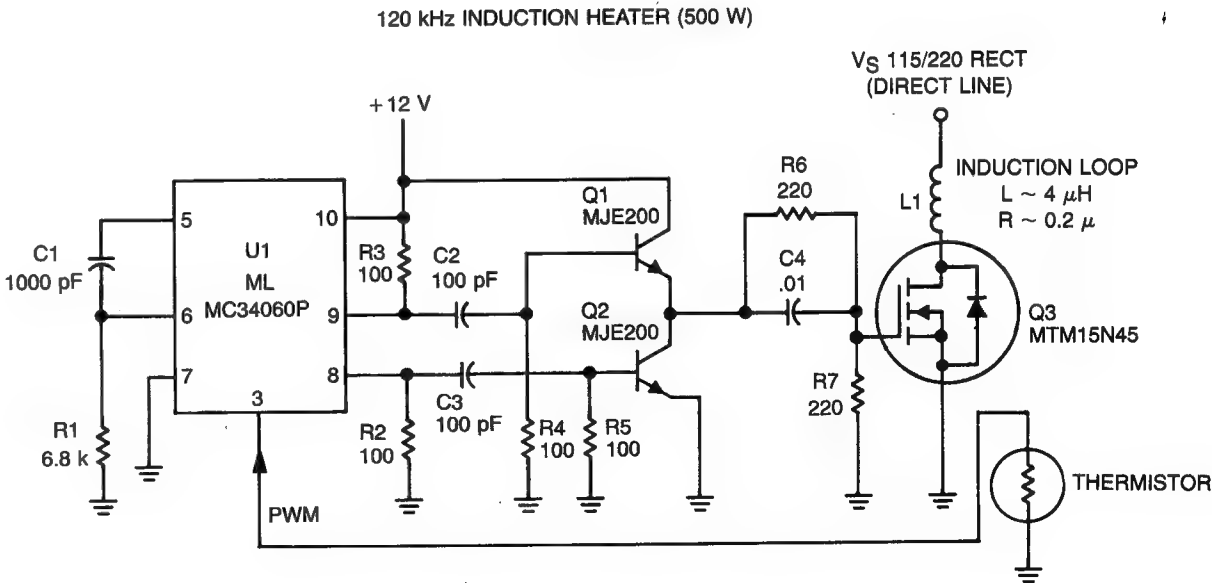 120 kHz INDUCTION HEATER (500 W)
VS 115/220 RECT
(DIRECT LINE)
+12 V
R6
220
INDUCTION LOOP
L ~ 4 μH
R ~ 0.2 μ
L1
Q1
MJE200
5
10
C1
1000 pF
U1
ML
MC34060P
R3
100
C2
100 pF
C4
.01
6
9
Q2
MJE200
Q3
MTM15N45
7
8
3
C3
100 pF
R7
220
R1
6.8 k
R2
100
R4
100
R5
100
THERMISTOR
PWM